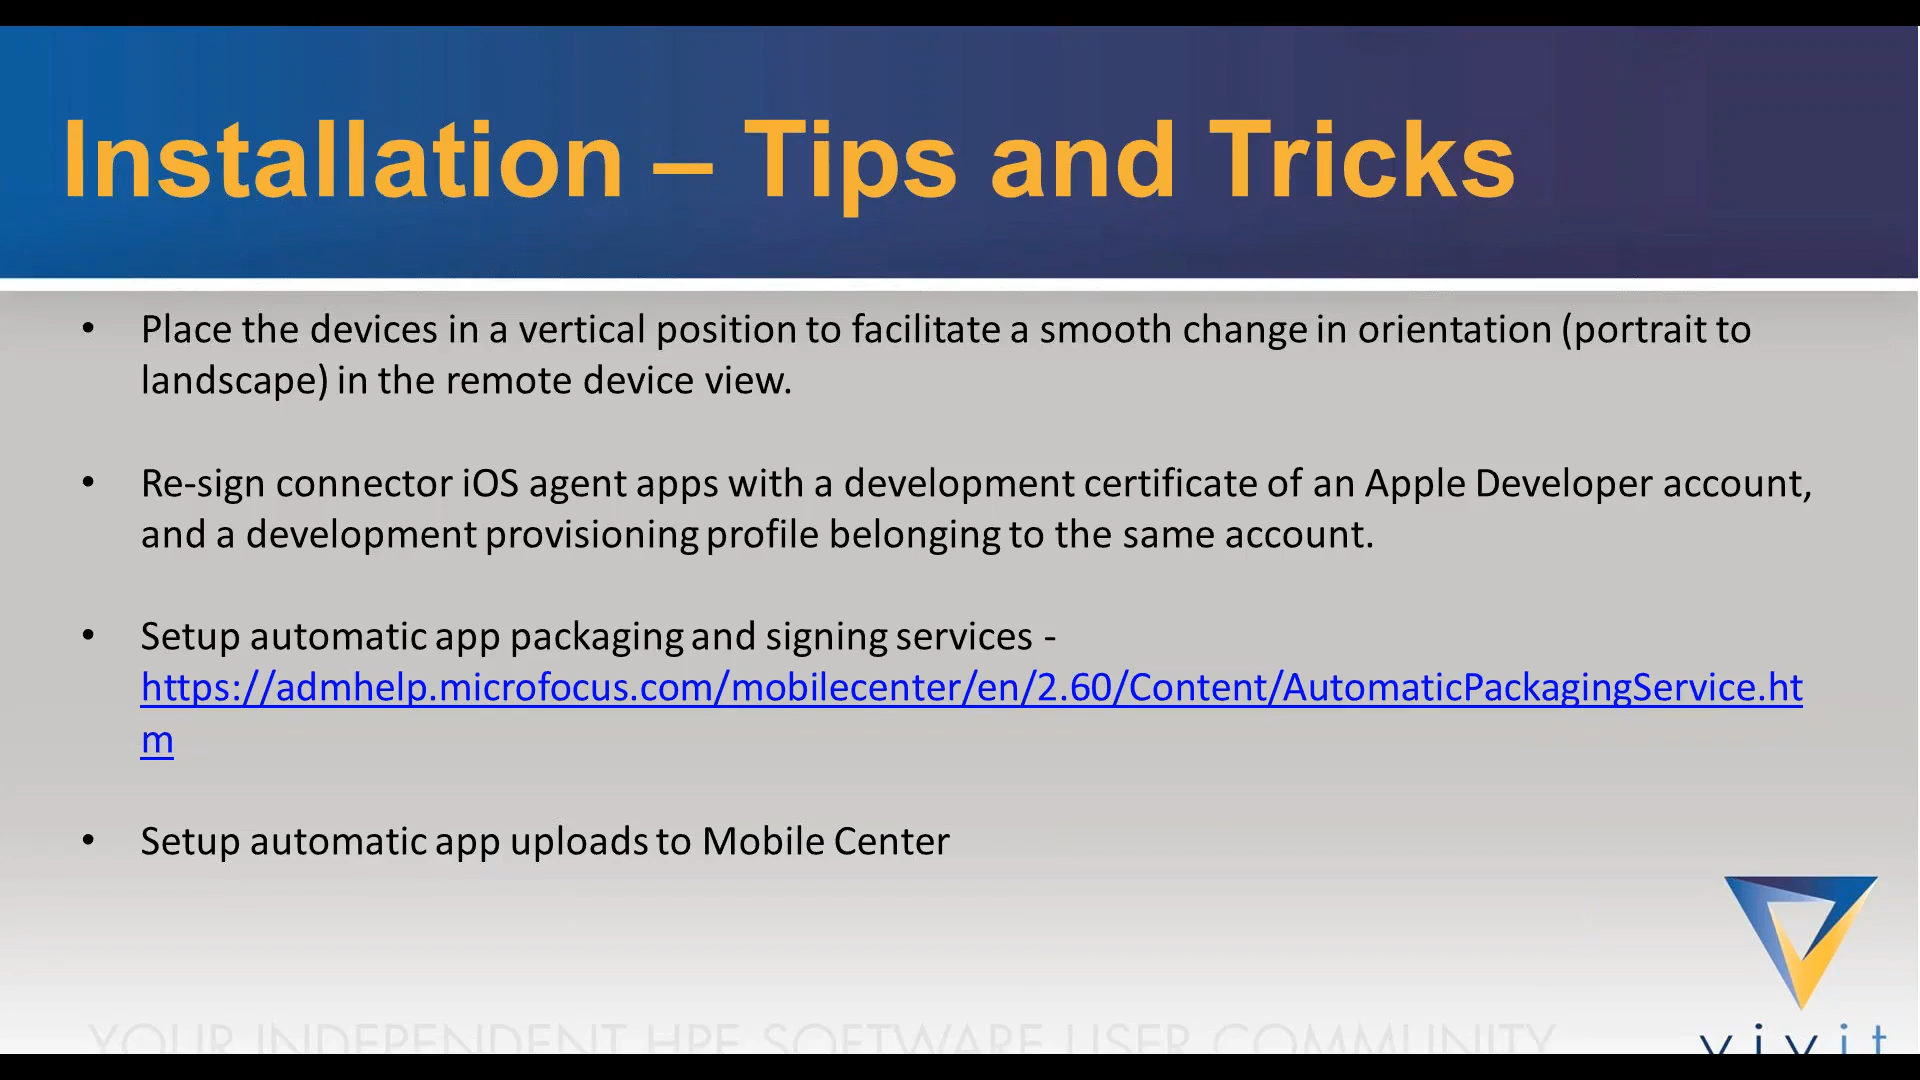 Installation – Tips and Tricks
• Place the devices in a vertical position to facilitate a smooth change in orientation (portrait to
landscape) in the remote device view.
• Re-sign connector iOS agent apps with a development certificate of an Apple Developer account,
and a development provisioning profile belonging to the same account.
• Setup automatic app packaging and signing services -
https://admhelp.microfocus.com/mobilecenter/en/2.60/Content/AutomaticPackagingService.ht
m
• Setup automatic app uploads to Mobile Center
YOUR INDEPENDENT HPE SOFTWARE USER COMMUNITY
vivit